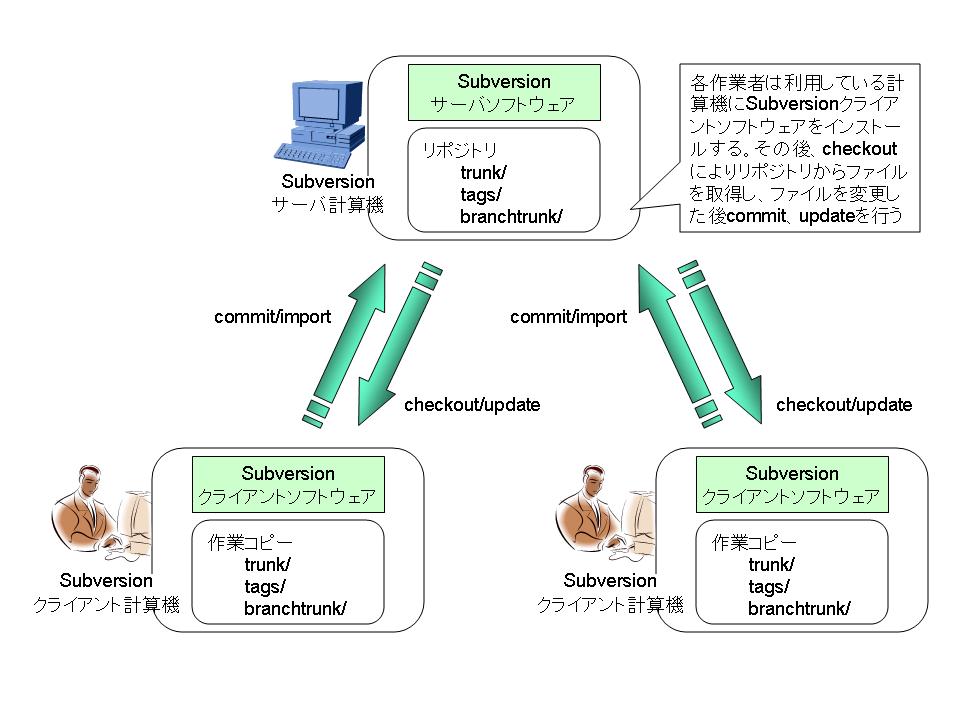 Subversion
サーバソフトウェア
リポジトリ
trunk/
tags/
branchtrunk/
Subversion
サーバ計算機
各作業者は利用している計
算機にSubversionクライア
ントソフトウェアをインストー
ルする。その後、checkout
によりリポジトリからファイル
を取得し、ファイルを変更し
た後commit、updateを行う
commit/import
checkout/update
commit/import
checkout/update
Subversion
クライアントソフトウェア
作業コピー
trunk/
tags/
branchtrunk/
Subversion
クライアント計算機
Subversion
クライアントソフトウェア
作業コピー
trunk/
tags/
branchtrunk/
Subversion
クライアント計算機